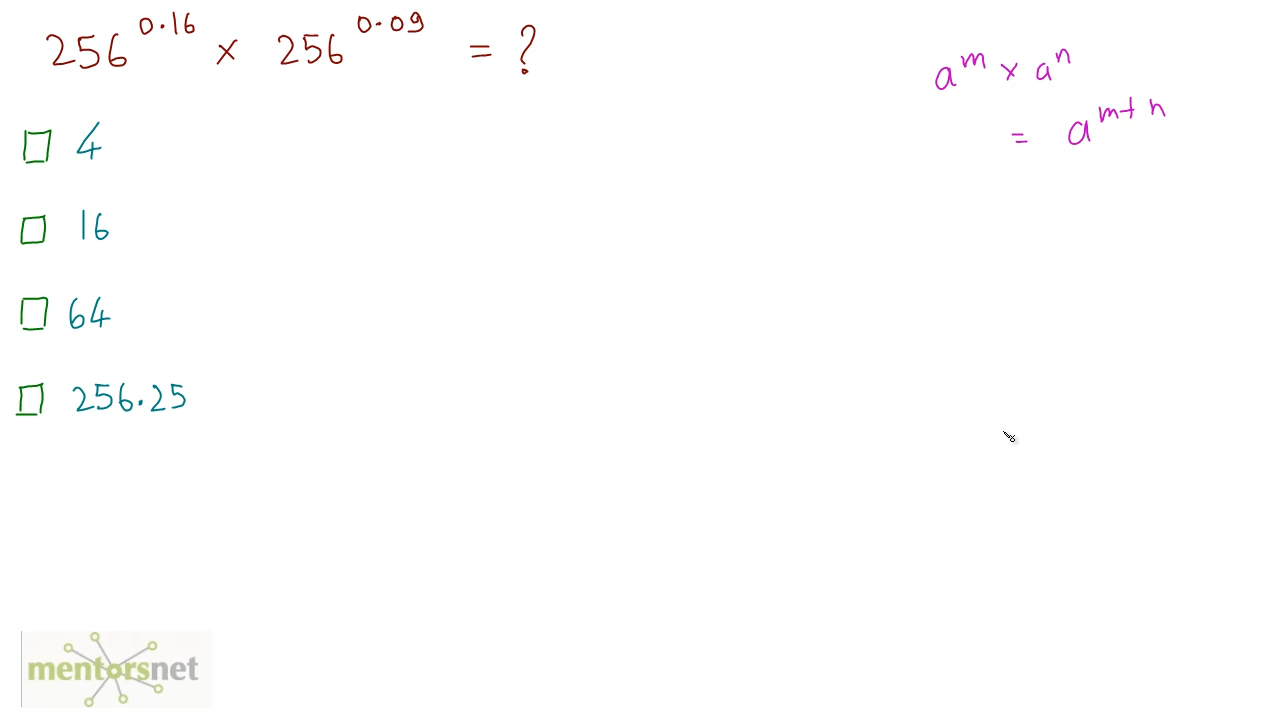 256^0.16 × 256^0.09 = ?
a^m × a^n
= a^m+n
4
16
64
256.25
mentorsnet